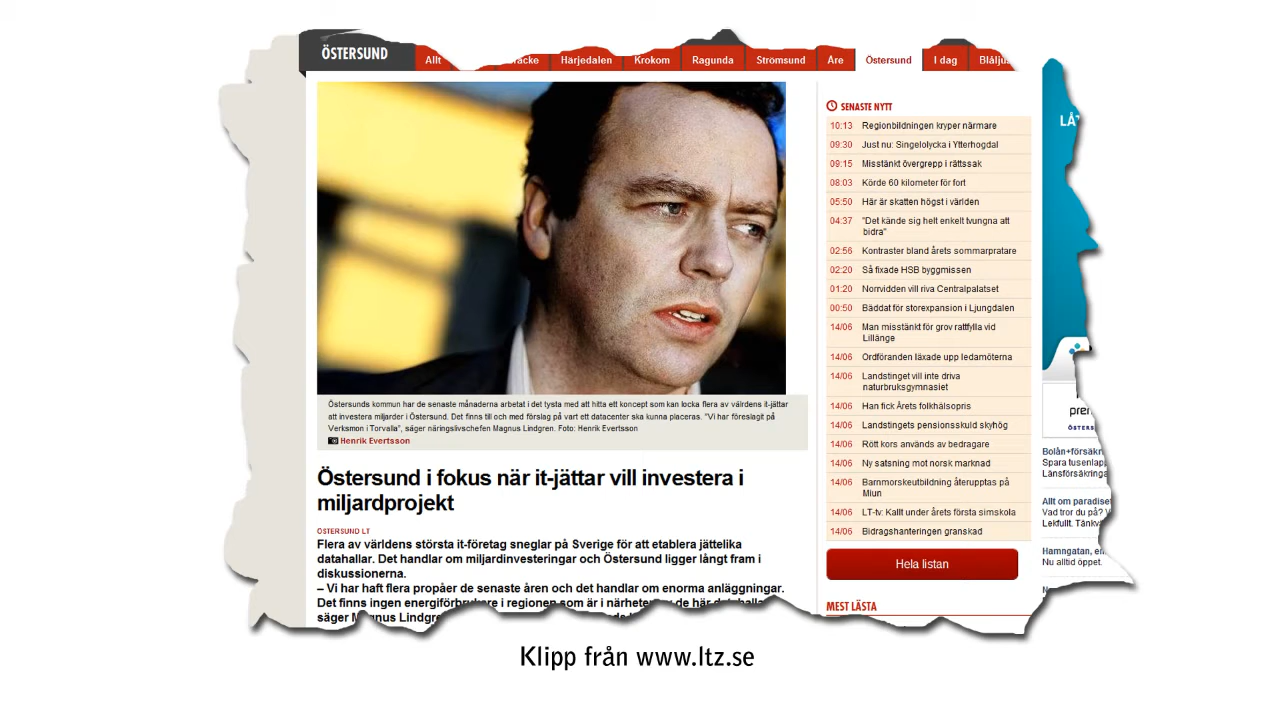 ÖSTERSUND
Allt
Härjedalen
Krokom
Ragunda
Strömsund
Åre
Östersund
I dag
Östersunds kommun har de senaste månaderna arbetat i det tysta med att hitta ett koncept som kan locka flera av världens it-jättar
att investera miljarder i Östersund. Det finns till och med förslag på vart ett datacenter ska kunna placeras. "Vi har föreslagit på
Verksmon i Torvalla", säger näringslivschefen Magnus Lindgren. Foto: Henrik Evertsson
Henrik Evertsson
Östersund i fokus när it-jättar vill investera i
miljardprojekt
ÖSTERSUND LT
Flera av världens största it-företag sneglar på Sverige för att etablera jättelika
datahallar. Det handlar om miljardinvesteringar och Östersund ligger långt fram i
diskussionerna.
– Vi har haft flera propåer de senaste åren och det handlar om enorma anläggningar.
Det finns ingen energiförbrukare i regionen som är i närheten av de här
säger Magnus
SENASTE NYTT
10:13 Regionbildningen kryper närmare
09:30 Just nu: Singelolycka i Ytterhogdal
09:15 Misstänkt övergrepp i rättssak
08:03 Körde 60 kilometer för fort
05:50 Här är skatten högst i världen
04:37 "Det kände sig helt enkelt tvungna att
bidra"
02:56 Kontraster bland årets sommarpratare
02:20 Så fixade HSB byggmissen
01:20 Norrvidden vill riva Centralpalatset
00:50 Bäddat för storexpansion i Ljungdalen
14/06 Man misstänkt för grov rattfylla vid
Lillänge
14/06 Ordföranden läxade upp ledamöterna
14/06 Landstinget vill inte driva
naturbruksgymnasiet
14/06 Han fick Årets folkhälsopris
14/06 Landstingets pensionsskuld skyhög
14/06 Rött kors används av bedragare
14/06 Ny satsning mot norsk marknad
14/06 Barnmorskeutbildning återupptas på
Miun
14/06 LT-tv: Kallt under årets första simskola
14/06 Bidragshanteringen granskad
Hela listan
MEST LÄSTA
Spara
Allt om
Vad tror du på?
Lekfullt.
Hamngatan,
Nu alltid öppet.
Klipp från www.ltz.se